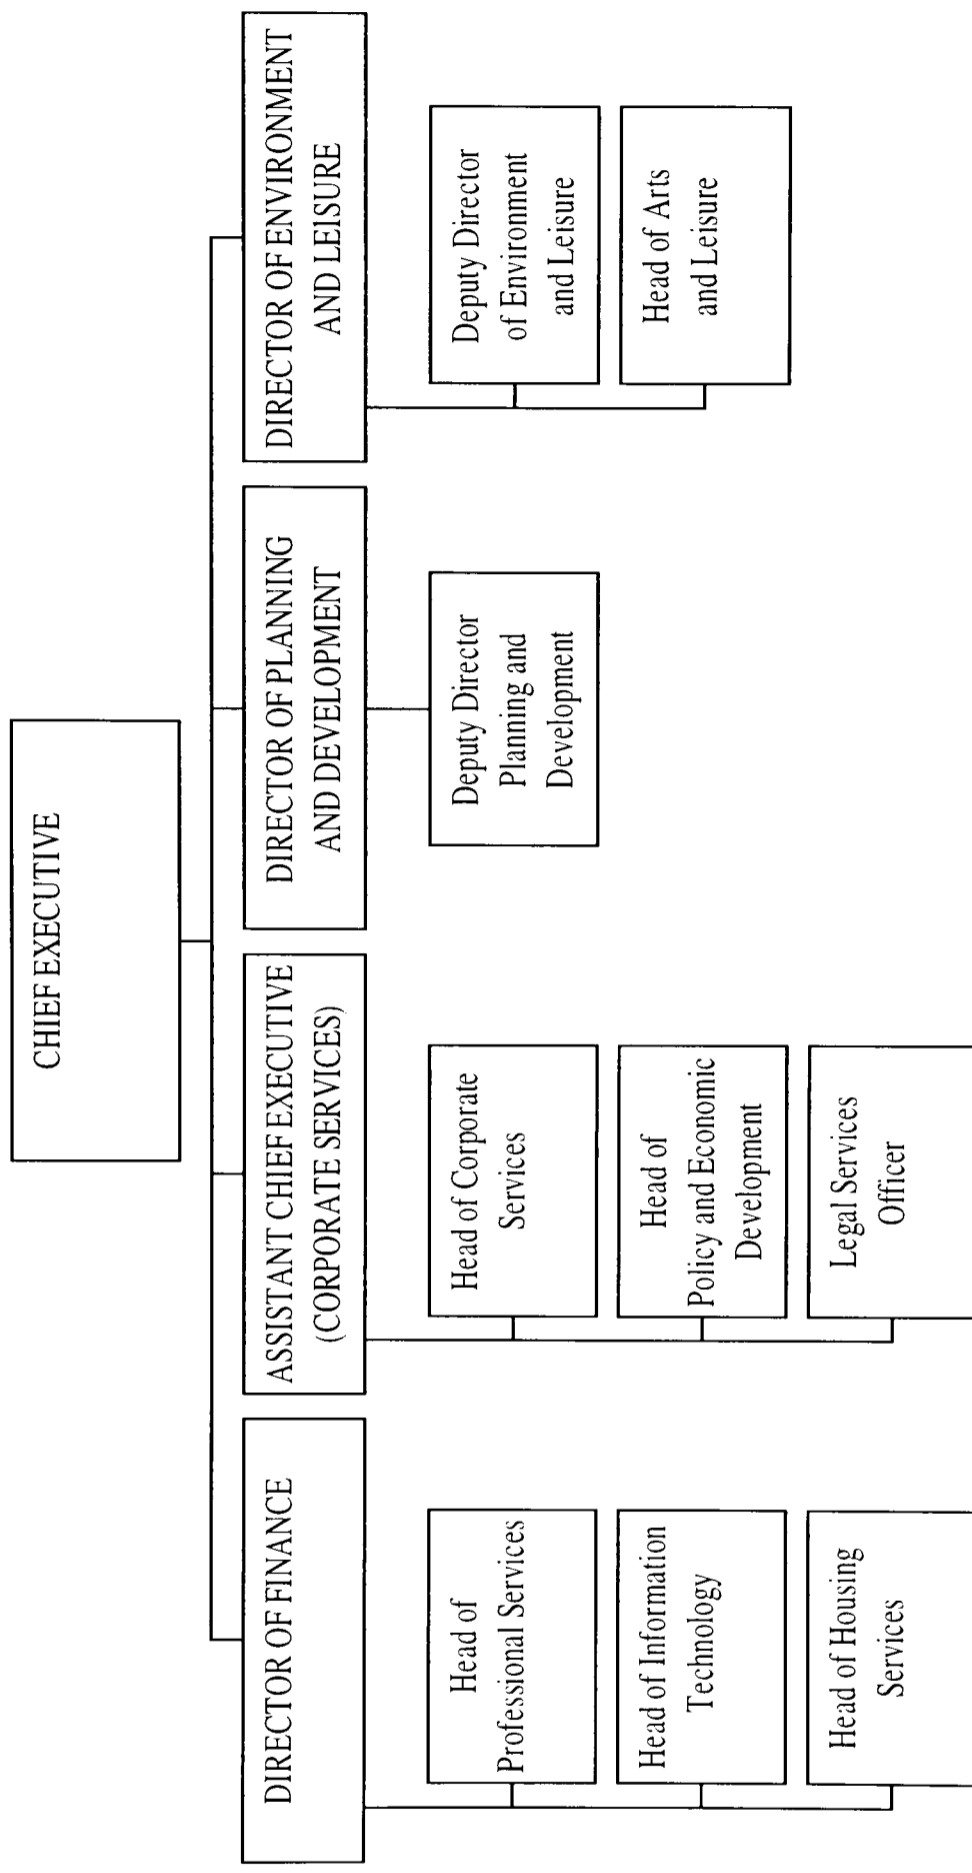 CHIEF EXECUTIVE
DIRECTOR OF FINANCE
ASSISTANT CHIEF EXECUTIVE
(CORPORATE SERVICES)
DIRECTOR OF PLANNING
AND DEVELOPMENT
DIRECTOR OF ENVIRONMENT
AND LEISURE
Head of
Professional Services
Head of Information
Technology
Head of Housing
Services
Head of Corporate
Services
Head of
Policy and Economic
Development
Legal Services
Officer
Deputy Director
Planning and
Development
Deputy Director
of Environment
and Leisure
Head of Arts
and Leisure